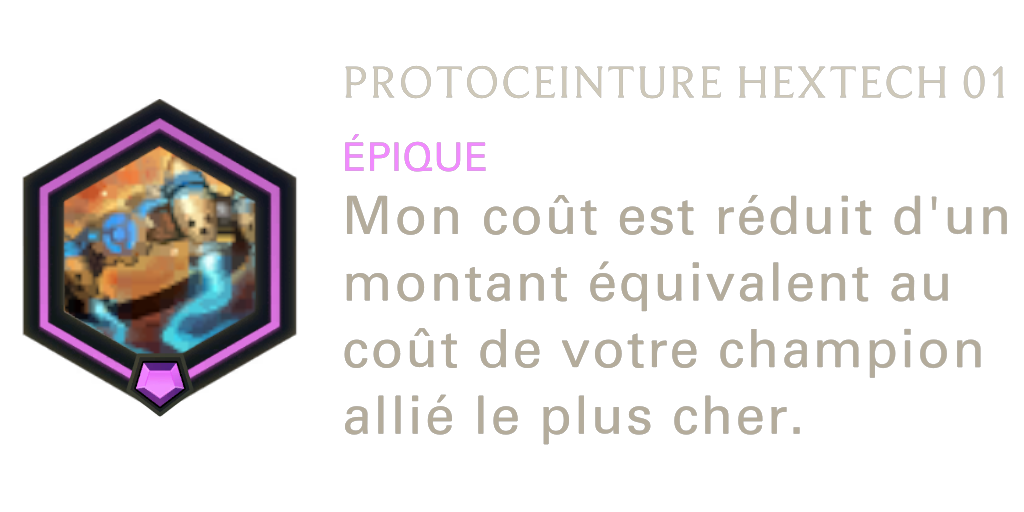 PROTOCEINTURE HEXTECH 01
ÉPIQUE
Mon coût est réduit d'un
montant équivalent au
coût de votre champion
allié le plus cher.